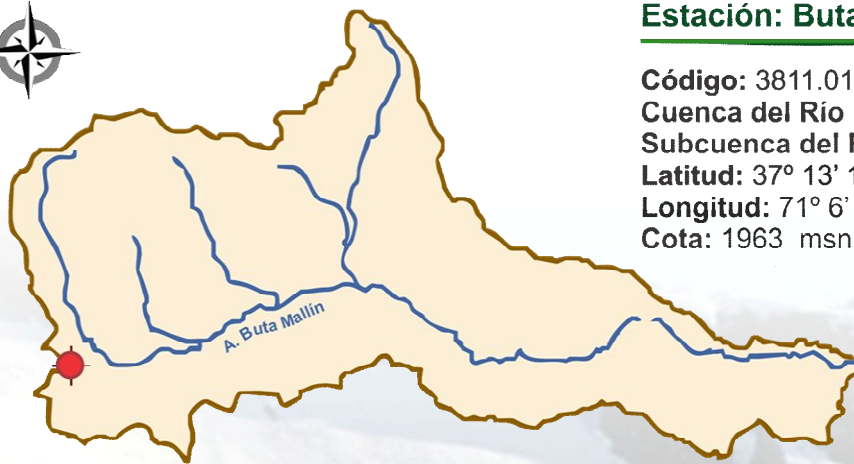 Estación: Buta
Código: 3811.01
Cuenca del Río
Subcuenca del
Latitud: 37º 13'
Longitud: 71º 6'
Cota: 1963 msn
A. Buta Mallín